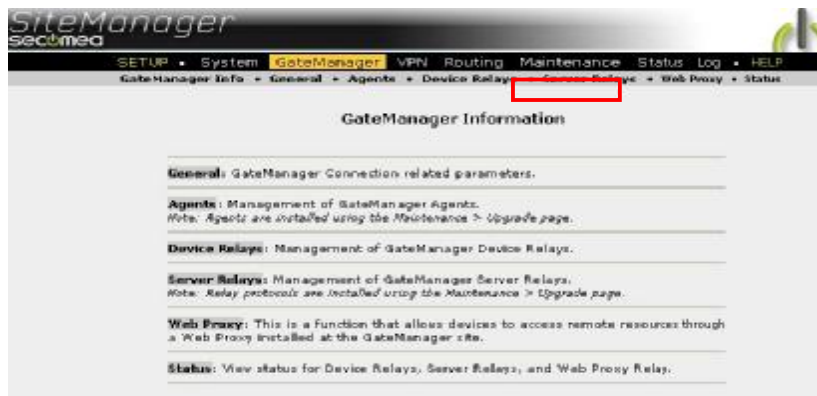 SiteManager
secomea
SETUP • System GateManager VPN Routing Maintenance Status Log • HELP
GateManager Info • General • Agents • Device Relays • Server Relays • Web Proxy • Status
GateManager Information
General: GateManager Connection related parameters.
Agents: Management of GateManager Agents.
Note: Agents are installed using the Maintenance > Upgrade page.
Device Relays: Management of GateManager Device Relays.
Server Relays: Management of GateManager Server Relays.
Note: Relay protocols are installed using the Maintenance > Upgrade page.
Web Proxy: This is a function that allows devices to access remote resources through
a Web Proxy installed at the GateManager site.
Status: View status for Device Relays, Server Relays, and Web Proxy Relay.